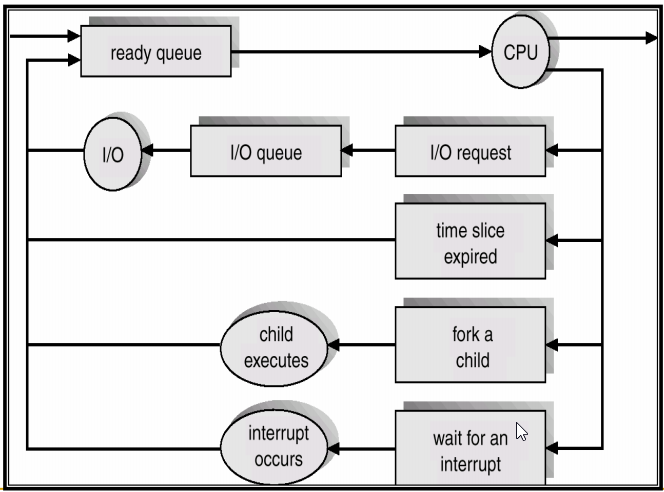 ready queue
CPU
I/O
I/O queue
I/O request
time slice
expired
child
executes
fork a
child
interrupt
occurs
wait for an
interrupt